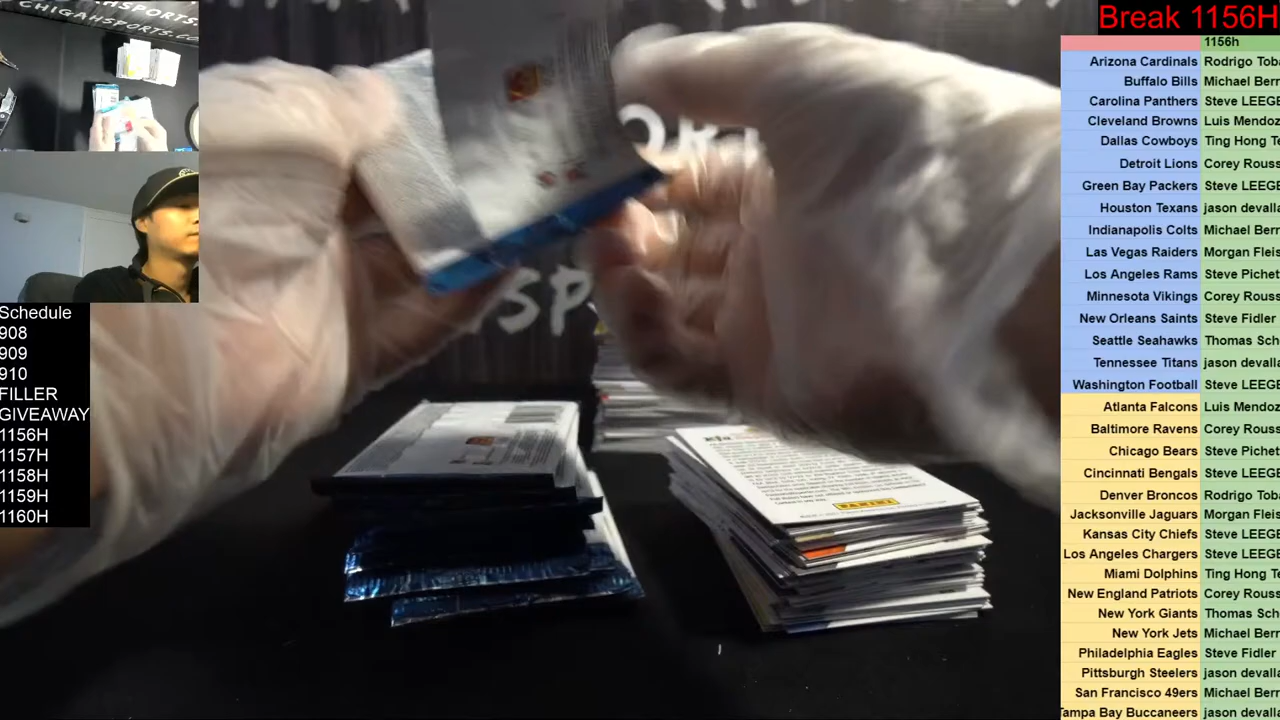 CHIGAHSPORTS.
SPORTS.CO
ORT
SP
PANINI
Break 1156H
1156h
Arizona Cardinals Rodrigo Toba
Buffalo Bills Michael Berr
Carolina Panthers Steve LEEGE
Cleveland Browns Luis Mendoz
Dallas Cowboys Ting Hong Te
Detroit Lions Corey Rouss
Green Bay Packers Steve LEEGE
Houston Texans jason devalla
Indianapolis Colts Michael Berr
Las Vegas Raiders Morgan Fleis
Los Angeles Rams Steve Pichet
Minnesota Vikings Corey Rouss
New Orleans Saints Steve Fidler
Seattle Seahawks Thomas Sch
Tennessee Titans jason devalla
Washington Football Steve LEEGE
Atlanta Falcons Luis Mendoz
Baltimore Ravens Corey Rouss
Chicago Bears Steve Pichet
Cincinnati Bengals Steve LEEGE
Denver Broncos Rodrigo Toba
Jacksonville Jaguars Morgan Fleis
Kansas City Chiefs Steve LEEGE
Los Angeles Chargers Steve LEEGE
Miami Dolphins Ting Hong Te
New England Patriots Corey Rouss
New York Giants Thomas Sch
New York Jets Michael Berr
Philadelphia Eagles Steve Fidler
Pittsburgh Steelers jason devalla
San Francisco 49ers Michael Berr
Tampa Bay Buccaneers jason devalla
Schedule
908
909
910
FILLER
GIVEAWAY
1156H
1157H
1158H
1159H
1160H